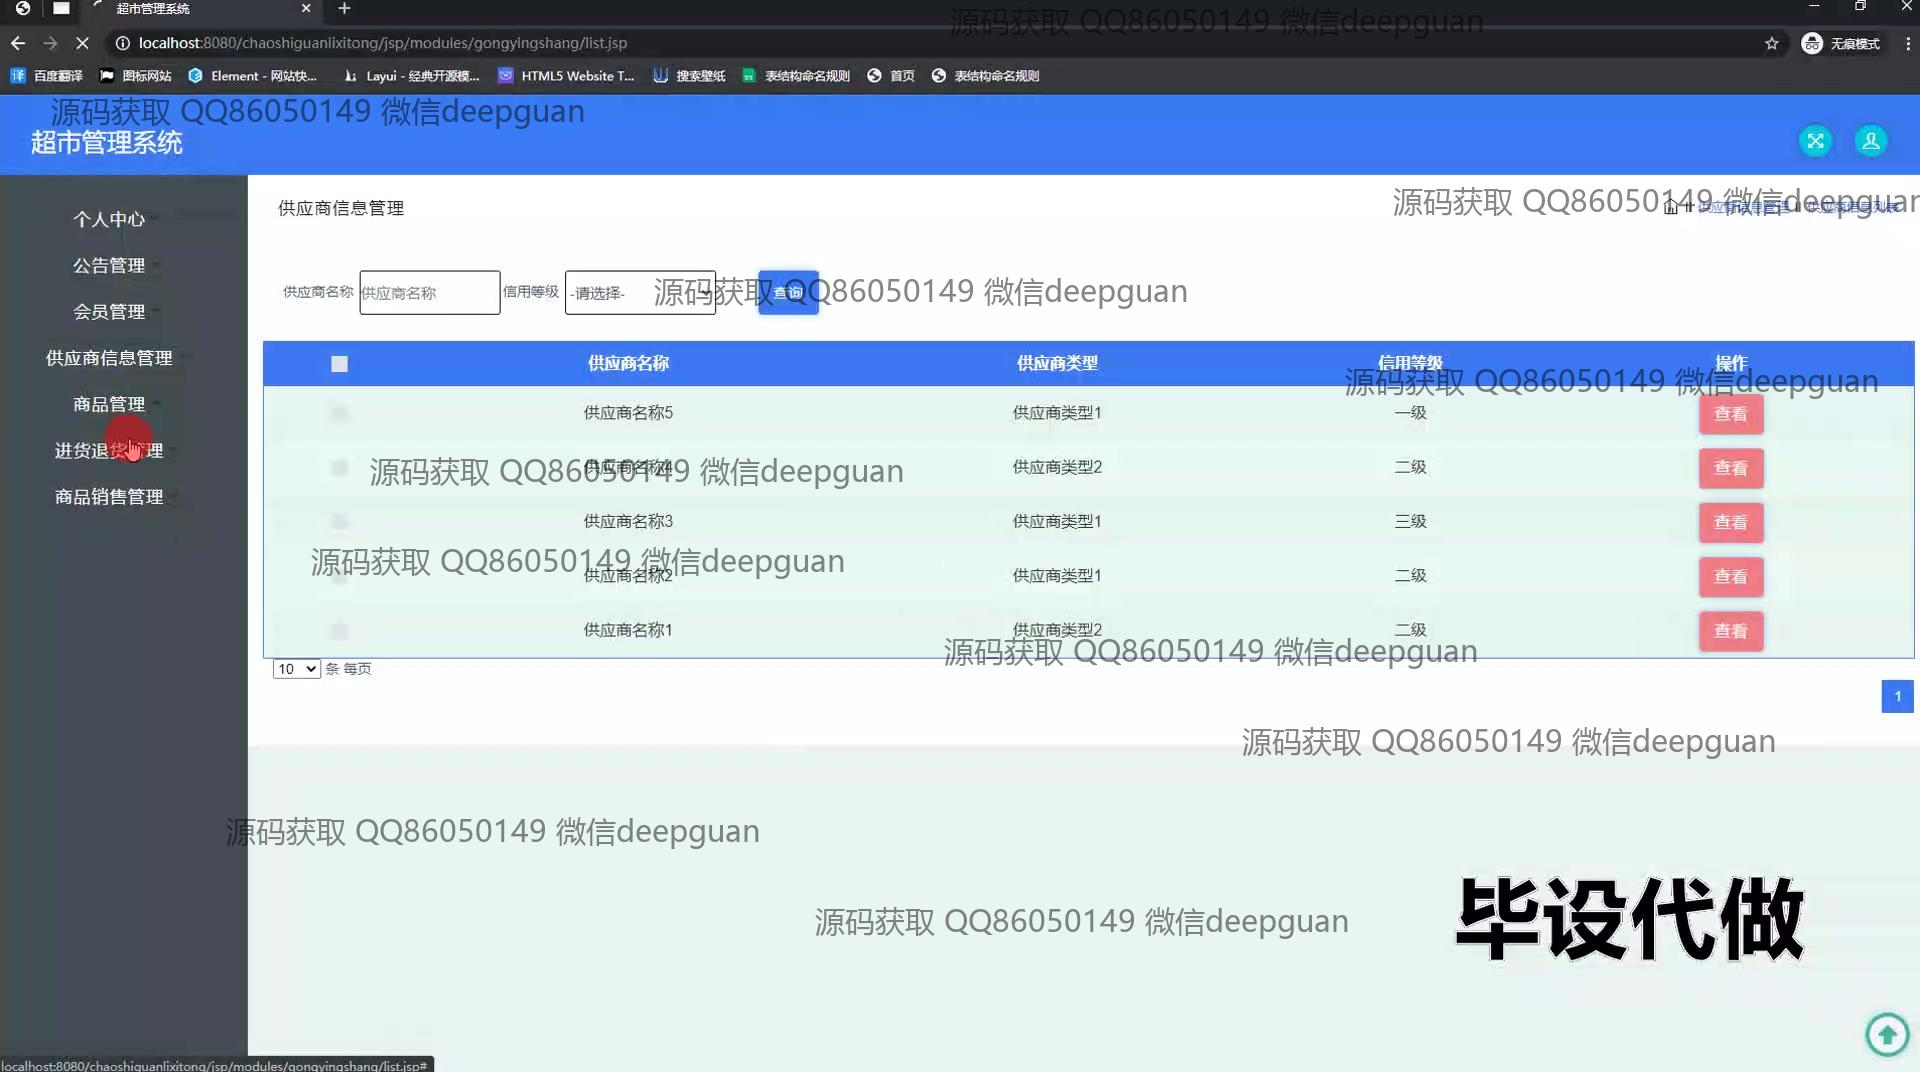 超市管理系统
localhost:8080/chaoshiguanlixitong/jsp/modules/gongyingshang/list.jsp
无痕模式
百度翻译 图标网站 Element - 网站快... Layui - 经典开源模... HTML5 Website T... 搜索壁纸 表结构命名规则 首页 表结构命名规则
源码获取 QQ86050149 微信deepguan
源码获取 QQ86050149 微信deepguan
超市管理系统
个人中心
公告管理
会员管理
供应商信息管理
商品管理
进货退货管理
商品销售管理
供应商信息管理
源码获取 QQ86050149 微信deepguan
供应商信息管理
供应商名称 供应商名称 信用等级 -请选择- 查询
源码获取 QQ86050149 微信deepguan
供应商名称 供应商类型 信用等级 操作
源码获取 QQ86050149 微信deepguan
供应商名称5 供应商类型1 一级 查看
供应商名称4 供应商类型2 二级 查看
源码获取 QQ86050149 微信deepguan
供应商名称3 供应商类型1 三级 查看
源码获取 QQ86050149 微信deepguan
供应商名称2 供应商类型1 二级 查看
供应商名称1 供应商类型2 二级 查看
源码获取 QQ86050149 微信deepguan
10 条 每页
1
源码获取 QQ86050149 微信deepguan
源码获取 QQ86050149 微信deepguan
源码获取 QQ86050149 微信deepguan
毕设代做
localhost:8080/chaoshiguanlixitong/jsp/modules/gongyingshang/list.jsp#